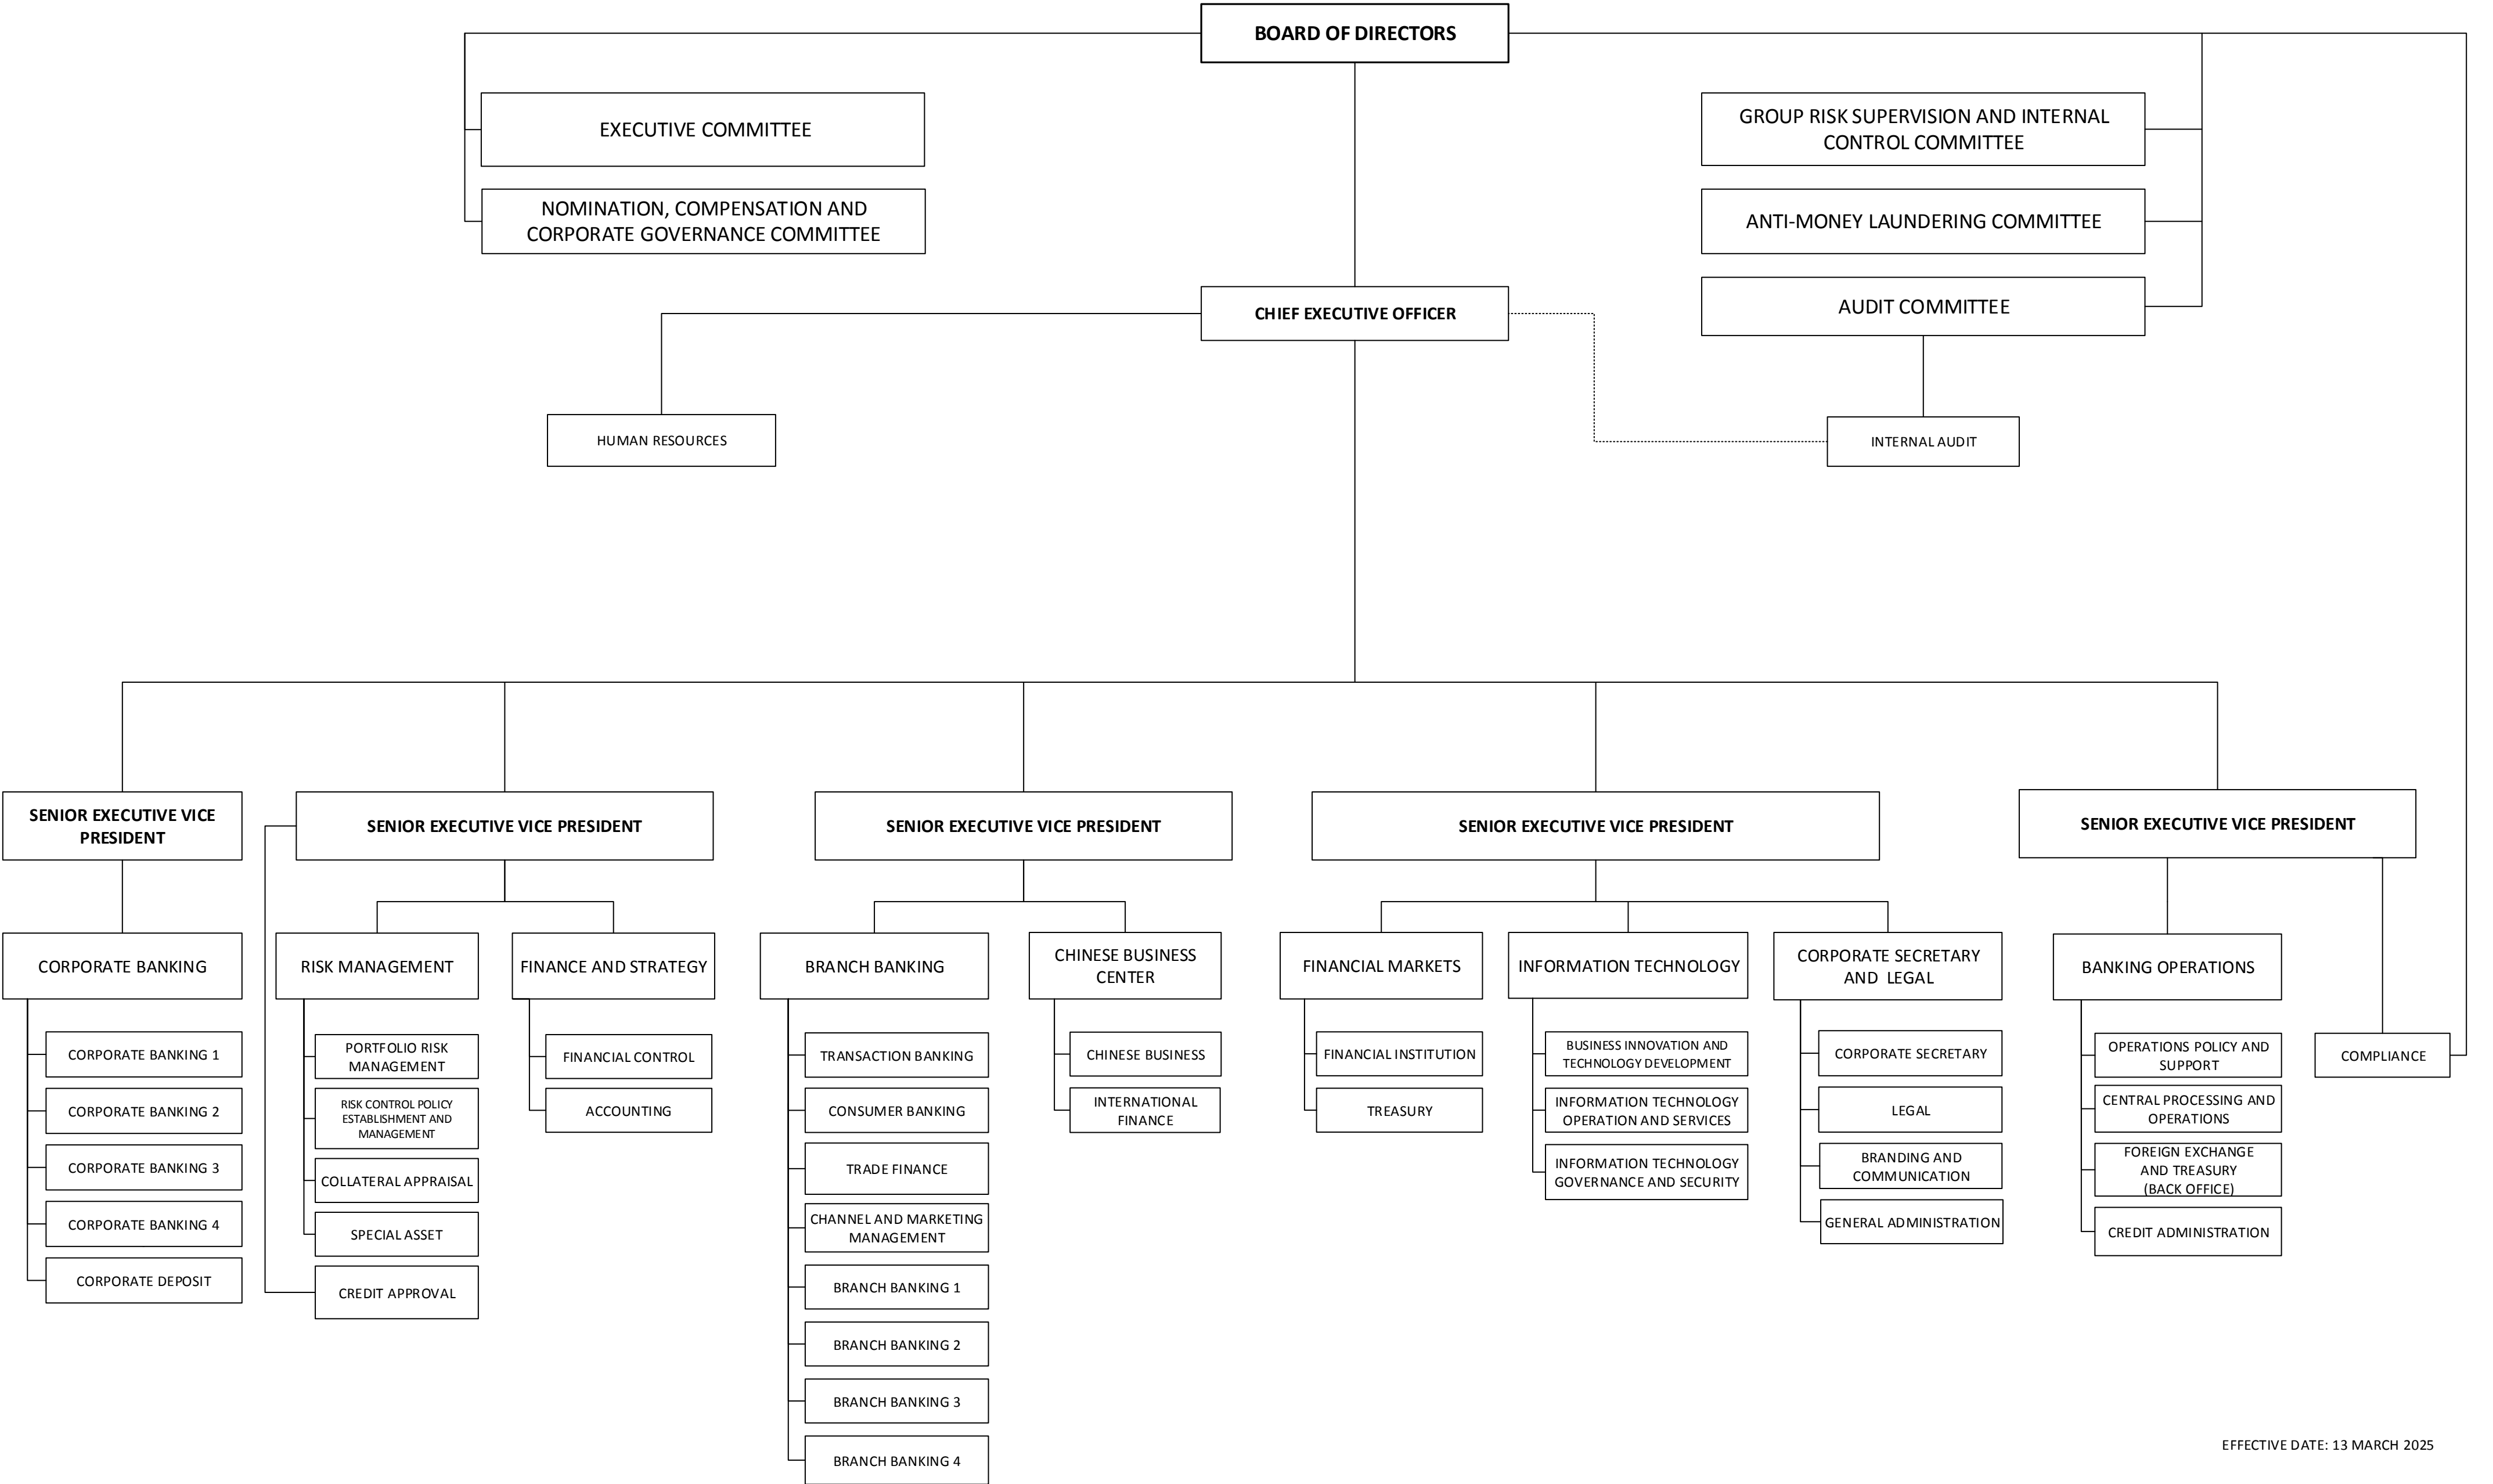 BOARD OF DIRECTORS
EXECUTIVE COMMITTEE
NOMINATION, COMPENSATION AND
CORPORATE GOVERNANCE COMMITTEE
GROUP RISK SUPERVISION AND INTERNAL
CONTROL COMMITTEE
ANTI-MONEY LAUNDERING COMMITTEE
AUDIT COMMITTEE
CHIEF EXECUTIVE OFFICER
HUMAN RESOURCES
INTERNAL AUDIT
SENIOR EXECUTIVE VICE
PRESIDENT
CORPORATE BANKING
CORPORATE BANKING 1
CORPORATE BANKING 2
CORPORATE BANKING 3
CORPORATE BANKING 4
CORPORATE DEPOSIT
SENIOR EXECUTIVE VICE PRESIDENT
RISK MANAGEMENT
PORTFOLIO RISK
MANAGEMENT
RISK CONTROL POLICY
ESTABLISHMENT AND
MANAGEMENT
COLLATERAL APPRAISAL
SPECIAL ASSET
CREDIT APPROVAL
FINANCE AND STRATEGY
FINANCIAL CONTROL
ACCOUNTING
SENIOR EXECUTIVE VICE PRESIDENT
BRANCH BANKING
TRANSACTION BANKING
CONSUMER BANKING
TRADE FINANCE
CHANNEL AND MARKETING
MANAGEMENT
BRANCH BANKING 1
BRANCH BANKING 2
BRANCH BANKING 3
BRANCH BANKING 4
CHINESE BUSINESS
CENTER
CHINESE BUSINESS
INTERNATIONAL
FINANCE
SENIOR EXECUTIVE VICE PRESIDENT
FINANCIAL MARKETS
FINANCIAL INSTITUTION
TREASURY
INFORMATION TECHNOLOGY
BUSINESS INNOVATION AND
TECHNOLOGY DEVELOPMENT
INFORMATION TECHNOLOGY
OPERATION AND SERVICES
INFORMATION TECHNOLOGY
GOVERNANCE AND SECURITY
CORPORATE SECRETARY
AND LEGAL
CORPORATE SECRETARY
LEGAL
BRANDING AND
COMMUNICATION
GENERAL ADMINISTRATION
SENIOR EXECUTIVE VICE PRESIDENT
BANKING OPERATIONS
OPERATIONS POLICY AND
SUPPORT
CENTRAL PROCESSING AND
OPERATIONS
FOREIGN EXCHANGE
AND TREASURY
(BACK OFFICE)
CREDIT ADMINISTRATION
COMPLIANCE
EFFECTIVE DATE: 13 MARCH 2025